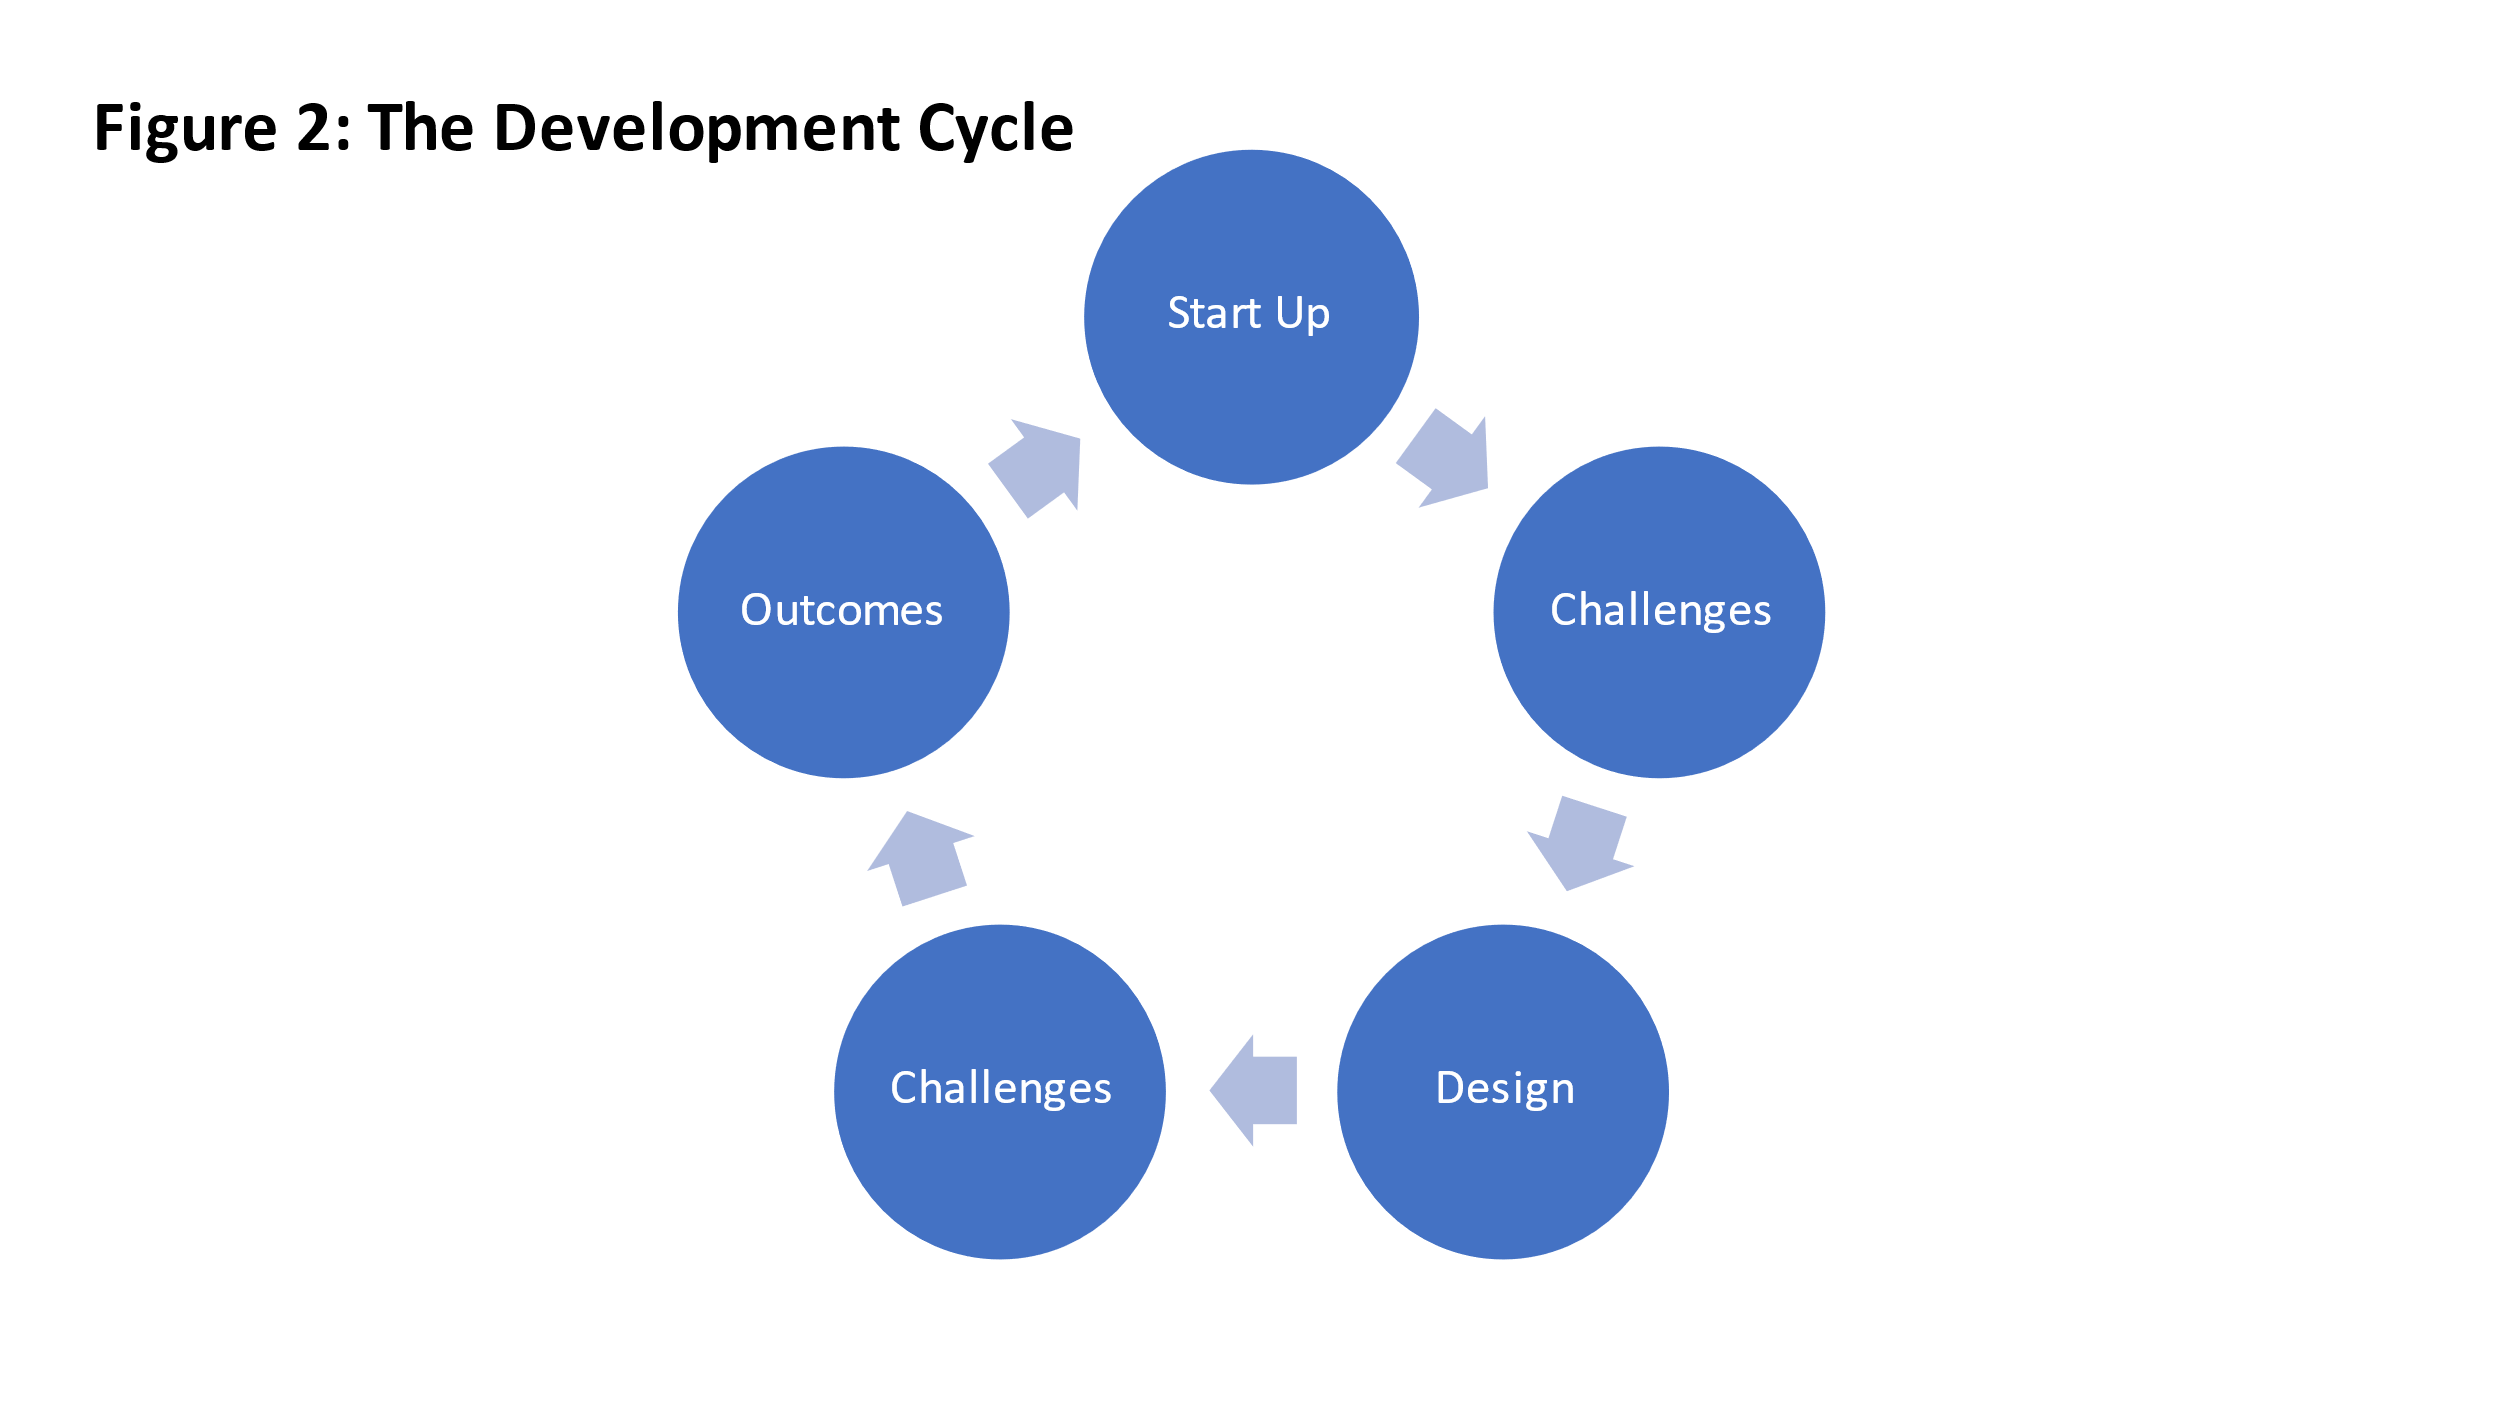 Figure 2: The Development Cycle
Start Up
Challenges
Design
Challenges
Outcomes